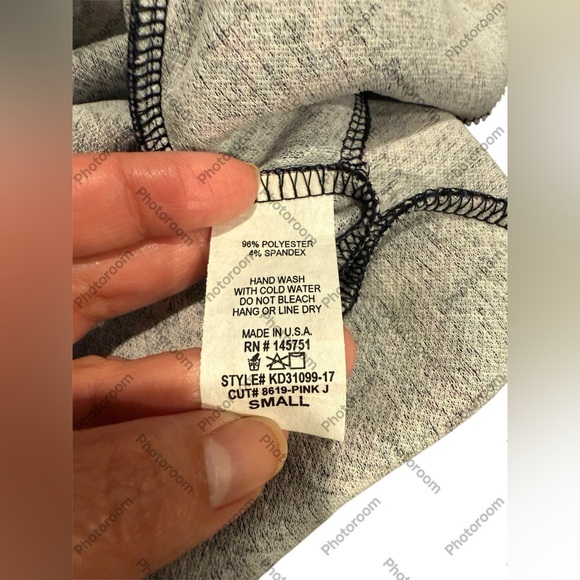 96% POLYESTER
4% SPANDEX
HAND WASH
WITH COLD WATER
DO NOT BLEACH
HANG OR LINE DRY
MADE IN U.S.A.
RN # 145751
STYLE# KD31099-17
CUT# 8619-PINK J
SMALL
Photoroom